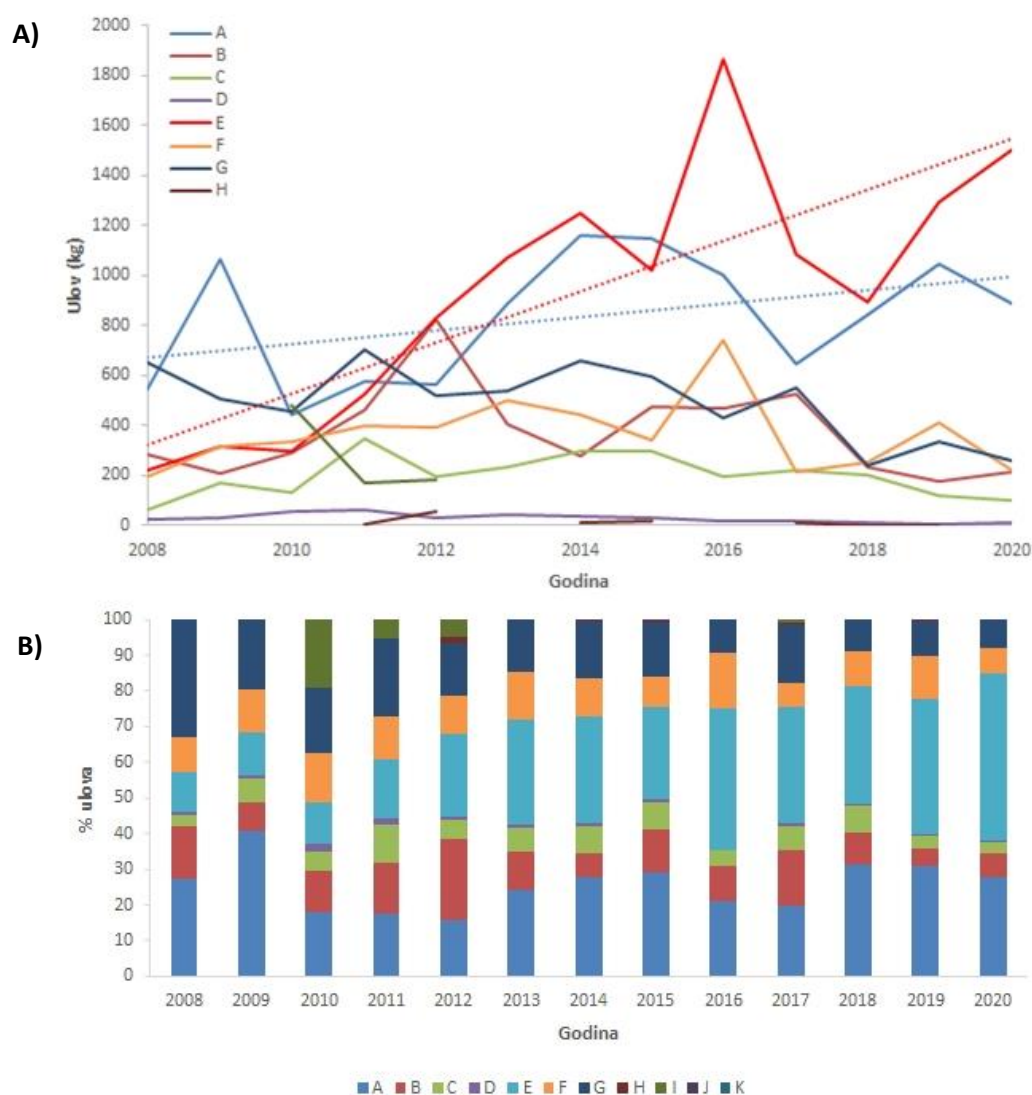 A)
2000
1800
1600
1400
1200
1000
800
600
400
200
0
Ulov (kg)
A
B
C
D
E
F
G
H
2008 2010 2012 2014 2016 2018 2020
Godina
B)
100
90
80
70
60
50
40
30
20
10
0
% ulova
2008 2009 2010 2011 2012 2013 2014 2015 2016 2017 2018 2019 2020
Godina
A B C D E F G H I J K